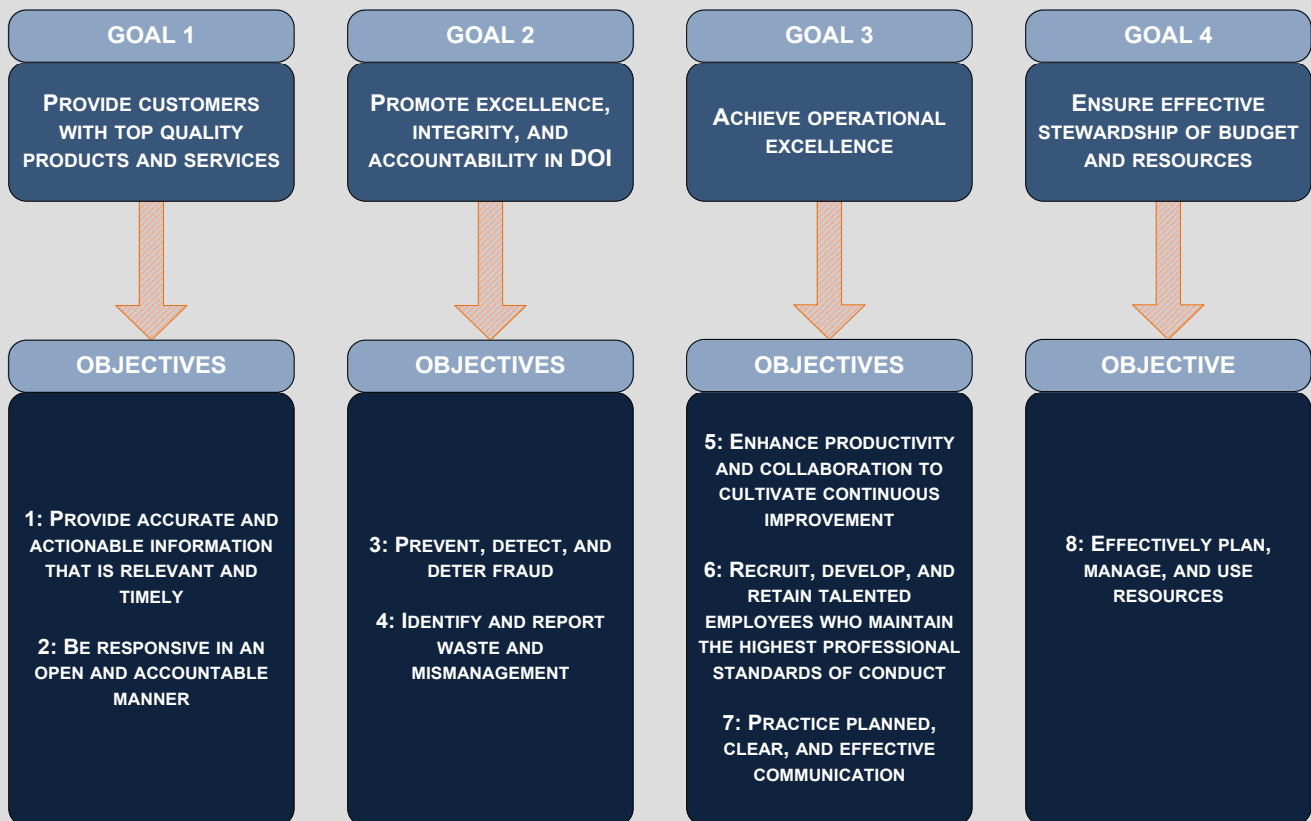 GOAL 1
PROVIDE CUSTOMERS
WITH TOP QUALITY
PRODUCTS AND SERVICES
OBJECTIVES
1: PROVIDE ACCURATE AND
ACTIONABLE INFORMATION
THAT IS RELEVANT AND
TIMELY
2: BE RESPONSIVE IN AN
OPEN AND ACCOUNTABLE
MANNER
GOAL 2
PROMOTE EXCELLENCE,
INTEGRITY, AND
ACCOUNTABILITY IN DOI
OBJECTIVES
3: PREVENT, DETECT, AND
DETER FRAUD
4: IDENTIFY AND REPORT
WASTE AND
MISMANAGEMENT
GOAL 3
ACHIEVE OPERATIONAL
EXCELLENCE
OBJECTIVES
5: ENHANCE PRODUCTIVITY
AND COLLABORATION TO
CULTIVATE CONTINUOUS
IMPROVEMENT
6: RECRUIT, DEVELOP, AND
RETAIN TALENTED
EMPLOYEES WHO MAINTAIN
THE HIGHEST PROFESSIONAL
STANDARDS OF CONDUCT
7: PRACTICE PLANNED,
CLEAR, AND EFFECTIVE
COMMUNICATION
GOAL 4
ENSURE EFFECTIVE
STEWARDSHIP OF BUDGET
AND RESOURCES
OBJECTIVE
8: EFFECTIVELY PLAN,
MANAGE, AND USE
RESOURCES